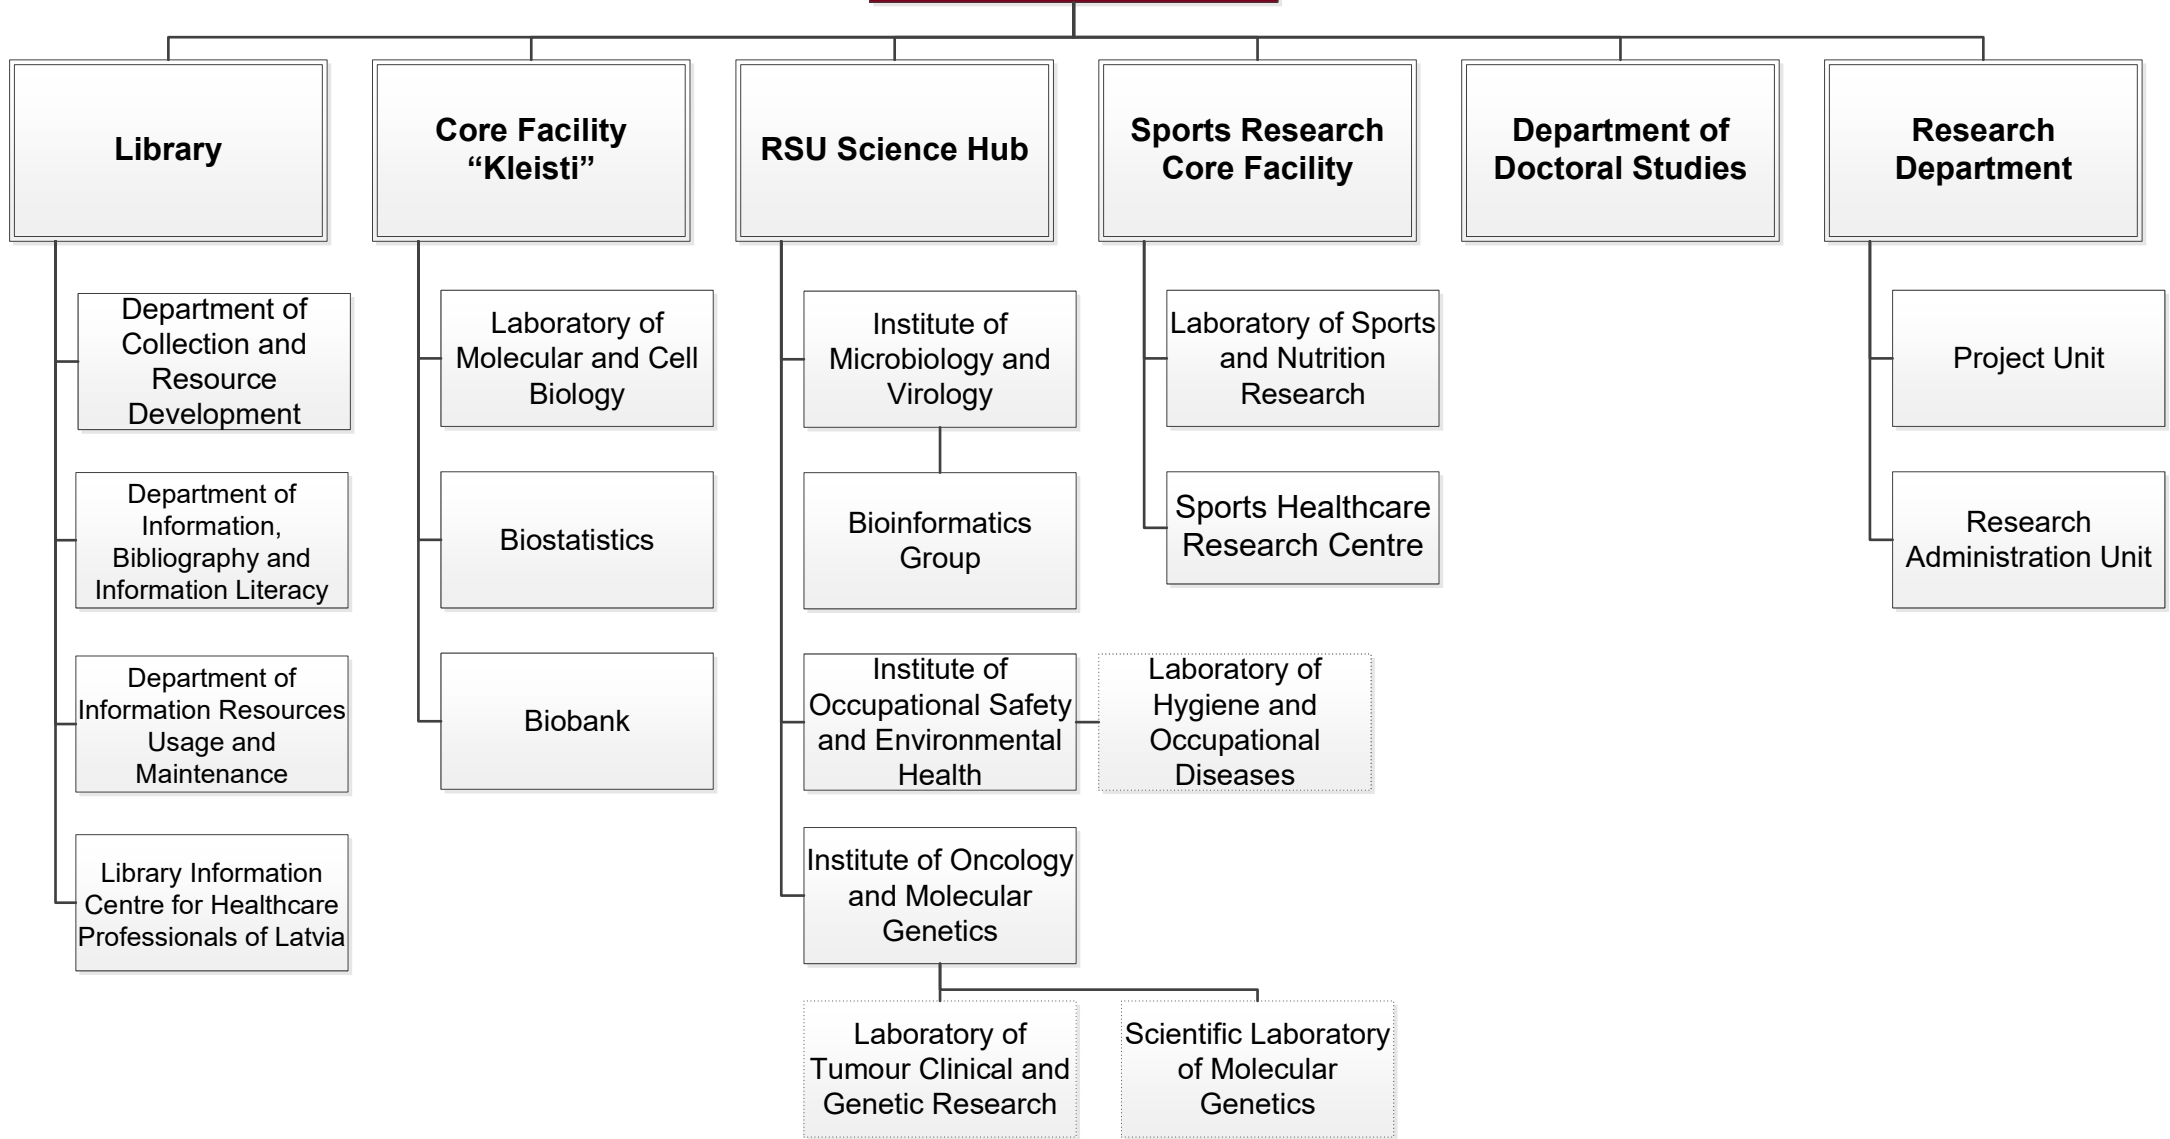 Library
Core Facility
“Kleisti”
RSU Science Hub
Sports Research
Core Facility
Department of
Doctoral Studies
Research
Department
Department of
Collection and
Resource
Development
Department of
Information,
Bibliography and
Information Literacy
Department of
Information Resources
Usage and
Maintenance
Library Information
Centre for Healthcare
Professionals of Latvia
Laboratory of
Molecular and Cell
Biology
Biostatistics
Biobank
Institute of
Microbiology and
Virology
Bioinformatics
Group
Institute of
Occupational Safety
and Environmental
Health
Laboratory of
Hygiene and
Occupational
Diseases
Institute of Oncology
and Molecular
Genetics
Laboratory of
Tumour Clinical and
Genetic Research
Scientific Laboratory
of Molecular
Genetics
Laboratory of Sports
and Nutrition
Research
Sports Healthcare
Research Centre
Project Unit
Research
Administration Unit